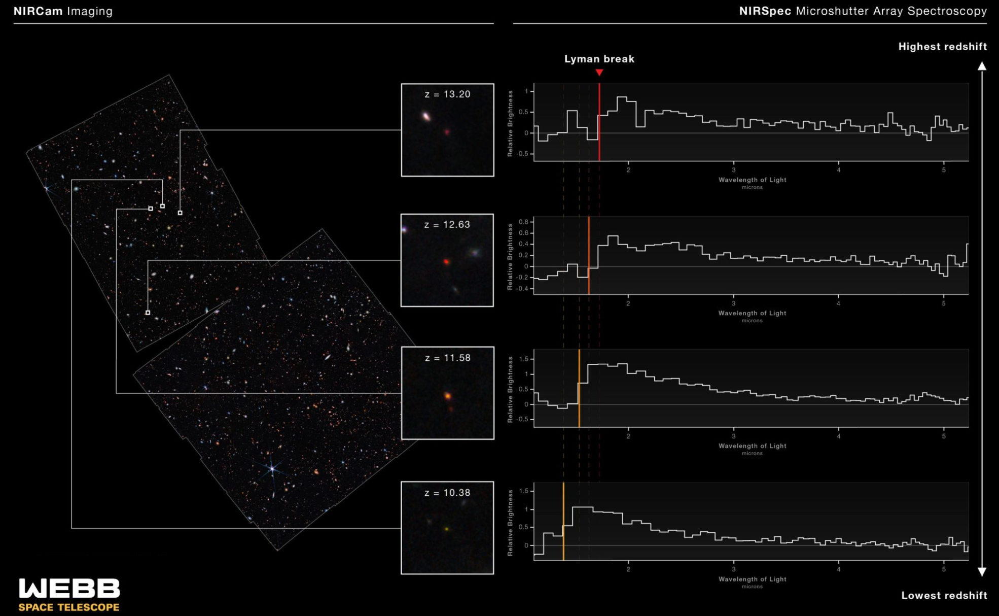 NIRCam Imaging
NIRSpec Microshutter Array Spectroscopy
Highest redshift
Lyman break
z = 13.20
Relative Brightness
1
0.5
0
-0.5
2 3 4 5
Wavelength of Light
microns
z = 12.63
Relative Brightness
0.8
0.6
0.4
0.2
0
-0.2
-0.4
2 3 4 5
Wavelength of Light
microns
z = 11.58
Relative Brightness
1.5
1
0.5
0
-0.5
2 3 4 5
Wavelength of Light
microns
z = 10.38
Relative Brightness
1.5
1
0.5
0
2 3 4 5
Wavelength of Light
microns
Lowest redshift
WEBB
SPACE TELESCOPE